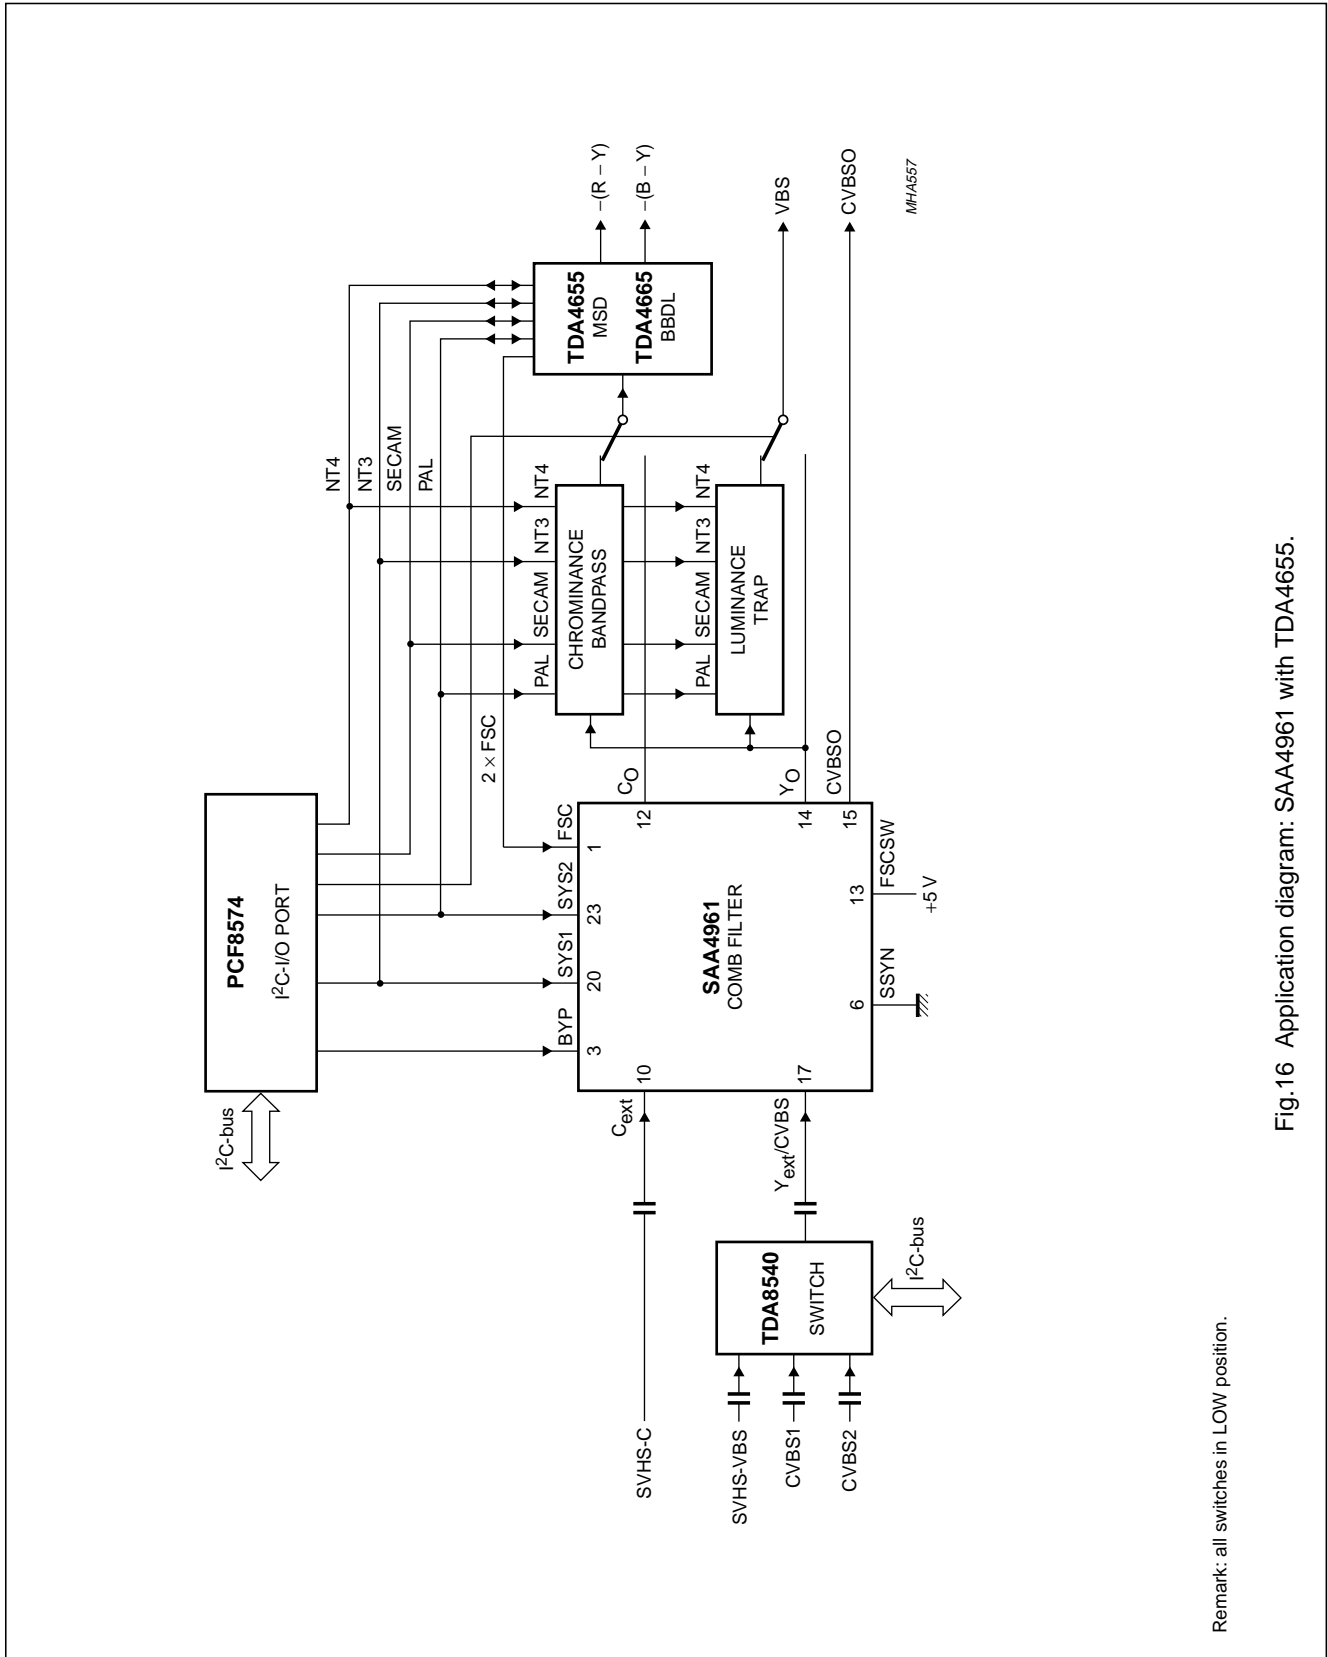 I²C-bus
PCF8574
I²C-I/O PORT
NT4
NT3
SECAM
PAL
2 × FSC
TDA4655
MSD
TDA4665
BBDL
–(R – Y)
–(B – Y)
VBS
CVBSO
MHA557
PAL SECAM NT3 NT4
CHROMINANCE
BANDPASS
PAL SECAM NT3 NT4
LUMINANCE
TRAP
BYP
SYS1
SYS2
FSC
3
20
23
1
SAA4961
COMB FILTER
10
17
12
14
15
6
13
CO
YO
CVBSO
SSYN
FSCSW
+5 V
Cext
Yext/CVBS
TDA8540
SWITCH
I²C-bus
SVHS-C
SVHS-VBS
CVBS1
CVBS2
Remark: all switches in LOW position.
Fig.16 Application diagram: SAA4961 with TDA4655.